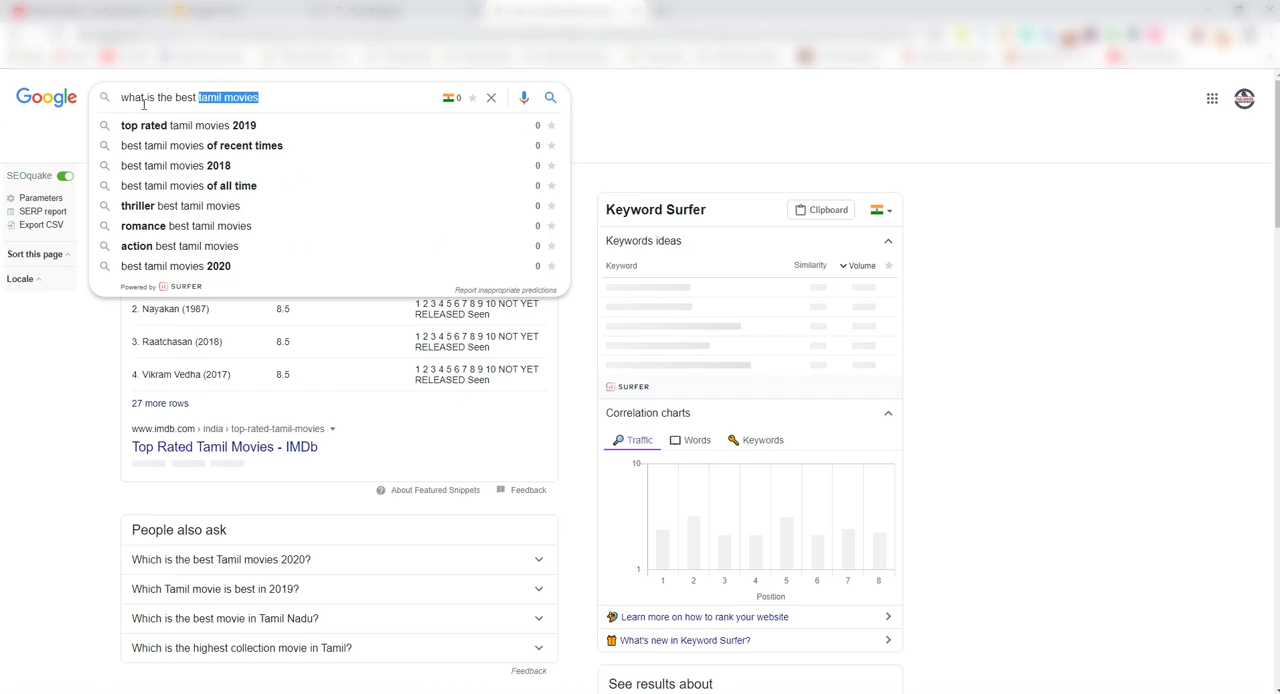 Google
what is the best tamil movies
0
top rated tamil movies 2019
0
best tamil movies of recent times
0
best tamil movies 2018
0
best tamil movies of all time
0
thriller best tamil movies
0
romance best tamil movies
0
action best tamil movies
0
best tamil movies 2020
0
Powered by SURFER
Report inappropriate predictions
SEOquake
Parameters
SERP report
Export CSV
Sort this page
Locale
2. Nayakan (1987) 8.5 1 2 3 4 5 6 7 8 9 10 NOT YET
RELEASED Seen
3. Raatchasan (2018) 8.5 1 2 3 4 5 6 7 8 9 10 NOT YET
RELEASED Seen
4. Vikram Vedha (2017) 8.5 1 2 3 4 5 6 7 8 9 10 NOT YET
RELEASED Seen
27 more rows
www.imdb.com › india › top-rated-tamil-movies
Top Rated Tamil Movies - IMDb
About Featured Snippets
Feedback
People also ask
Which is the best Tamil movies 2020?
Which Tamil movie is best in 2019?
Which is the best movie in Tamil Nadu?
Which is the highest collection movie in Tamil?
Feedback
Keyword Surfer
Clipboard
Keywords ideas
Keyword Similarity Volume
SURFER
Correlation charts
Traffic Words Keywords
10
1
1 2 3 4 5 6 7 8
Position
Learn more on how to rank your website
What's new in Keyword Surfer?
See results about